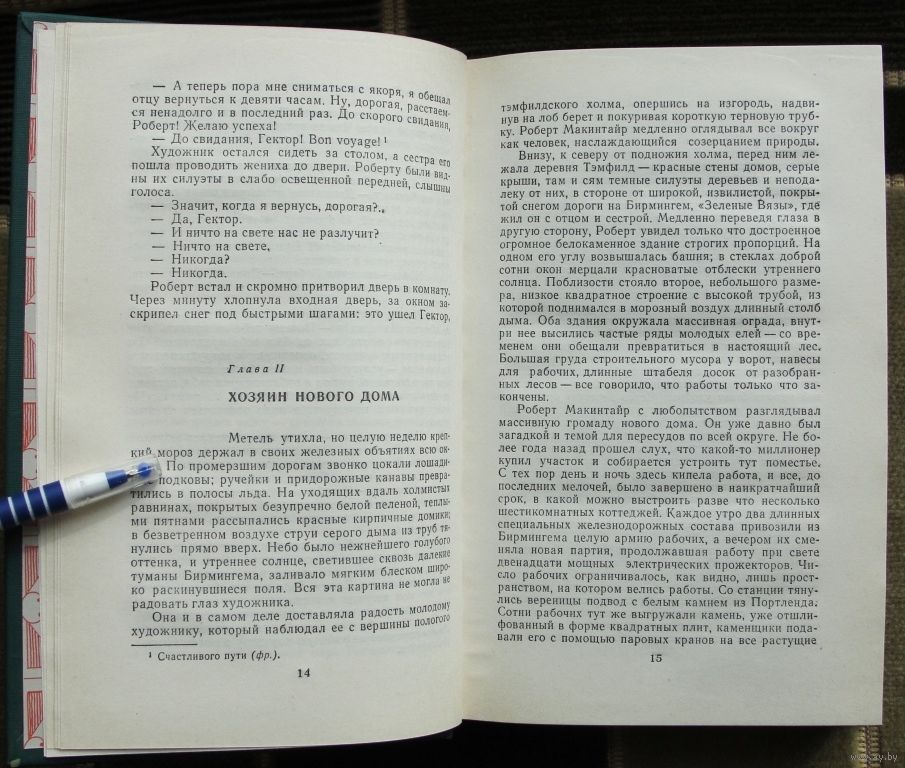 — А теперь пора мне сниматься с якоря, я обещал
отцу вернуться к девяти часам. Ну, дорогая, расстаем-
ся ненадолго и в последний раз. До скорого свидания,
Роберт! Желаю успеха!
— До свидания, Гектор! Bon voyage! ¹
Художник остался сидеть за столом, а сестра его
пошла проводить жениха до двери. Роберту были вид-
ны их силуэты в слабо освещенной передней, слышны
голоса.
— Значит, когда я вернусь, дорогая?..
— Да, Гектор.
— И ничто на свете нас не разлучит?
— Ничто на свете.
— Никогда?
— Никогда.
Роберт встал и скромно притворил дверь в комнату.
Через минуту хлопнула входная дверь, за окном за-
скрипел снег под быстрыми шагами: это ушел Гектор.
Глава II
ХОЗЯИН НОВОГО ДОМА
Метель утихла, но целую неделю креп-
кий мороз держал в своих железных объятиях всю ок-
По промерзшим дорогам звонко цокали лошади-
подковы; ручейки и придорожные канавы превра-
тились в полосы льда. На уходящих вдаль холмистых
равнинах, покрытых безупречно белой пеленой, теплы-
ми пятнами рассыпались красные кирпичные домики;
в безветренном воздухе струи серого дыма из труб тя-
нулись прямо вверх. Небо было нежнейшего голубого
оттенка, и утреннее солнце, светившее сквозь далекие
туманы Бирмингема, заливало мягким блеском широ-
ко раскинувшиеся поля. Вся эта картина не могла не
радовать глаз художника.
Она и в самом деле доставляла радость молодому
художнику, который наблюдал ее с вершины пологого
¹ Счастливого пути (фр.).
14
тэмфилдского холма, опершись на изгородь, надви-
нув на лоб берет и покуривая короткую терновую труб-
ку. Роберт Макинтайр медленно оглядывал все вокруг
как человек, наслаждающийся созерцанием природы.
Внизу, к северу от подножия холма, перед ним ле-
жала деревня Тэмфилд — красные стены домов, серые
крыши, там и сям темные силуэты деревьев и непода-
леку от них, в стороне от широкой, извилистой, покры-
той снегом дороги на Бирмингем, «Зеленые Вязы», где
жил он с отцом и сестрой. Медленно переведя глаза в
другую сторону, Роберт увидел только что достроенное
огромное белокаменное здание строгих пропорций. На
одном его углу возвышалась башня; в стеклах доброй
сотни окон мерцали красноватые отблески утреннего
солнца. Поблизости стояло второе, небольшого разме-
ра, низкое квадратное строение с высокой трубой, из
которой поднимался в морозный воздух длинный столб
дыма. Оба здания окружала массивная ограда, внут-
ри нее высились частые ряды молодых елей — со вре-
менем они обещали превратиться в настоящий лес.
Большая груда строительного мусора у ворот, навесы
для рабочих, длинные штабеля досок от разобран-
ных лесов — все говорило, что работы только что за-
кончены.
Роберт Макинтайр с любопытством разглядывал
массивную громаду нового дома. Он уже давно был
загадкой и темой для пересудов по всей округе. Не бо-
лее года назад прошел слух, что какой-то миллионер
купил участок и собирается устроить тут поместье.
С тех пор день и ночь здесь кипела работа, и все, до
последних мелочей, было завершено в наикратчайший
срок, в какой можно выстроить разве что несколько
шестикомнатных коттеджей. Каждое утро два длинных
специальных железнодорожных состава привозили из
Бирмингема целую армию рабочих, а вечером их сме-
няла новая партия, продолжавшая работу при свете
двенадцати мощных электрических прожекторов. Чи-
сло рабочих ограничивалось, как видно, лишь прост-
ранством, на котором велись работы. Со станции тяну-
лись вереницы подвод с белым камнем из Портленда.
Сотни рабочих тут же выгружали камень, уже отшли-
фованный в форме квадратных плит, каменщики пода-
вали его с помощью паровых кранов на все растущие
15
www.ay.by